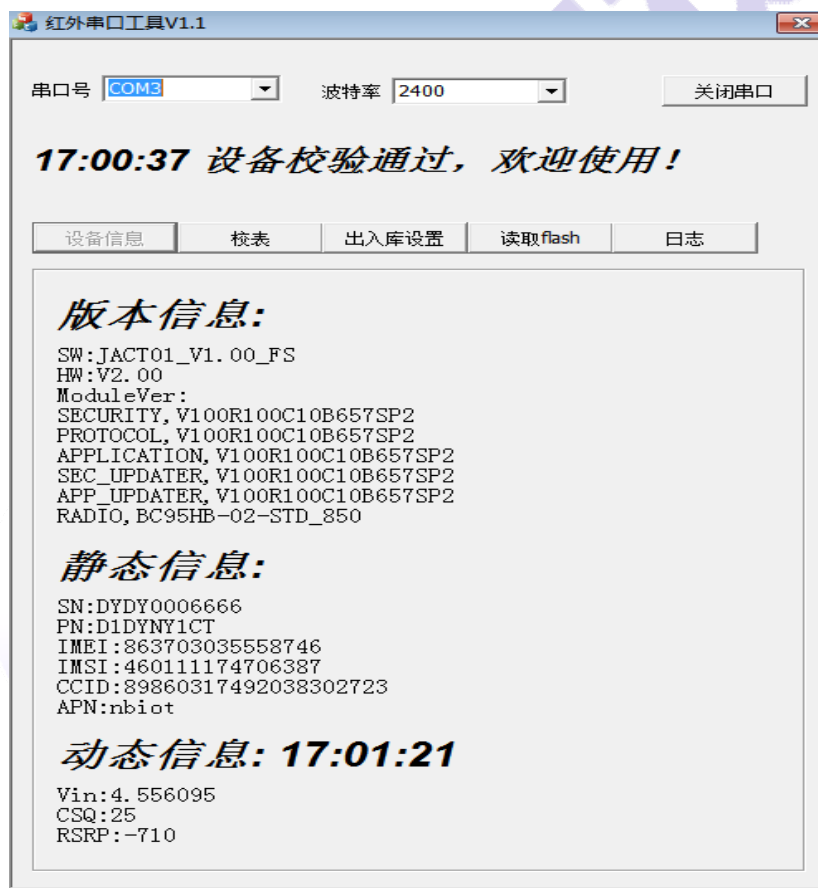 红外串口工具V1.1
串口号 COM3 波特率 2400 关闭串口
17:00:37 设备校验通过，欢迎使用！
设备信息 校表 出入库设置 读取flash 日志
版本信息:
SW:JACT01_V1.00_FS
HW:V2.00
ModuleVer:
SECURITY,V100R100C10B657SP2
PROTOCOL,V100R100C10B657SP2
APPLICATION,V100R100C10B657SP2
SEC_UPDATER,V100R100C10B657SP2
APP_UPDATER,V100R100C10B657SP2
RADIO,BC95HB-02-STD_850
静态信息:
SN:DYDY0006666
PN:D1DYNY1CT
IMEI:863703035558746
IMSI:460111174706387
CCID:89860317492038302723
APN:nbiot
动态信息: 17:01:21
Vin:4.556095
CSQ:25
RSRP:-710